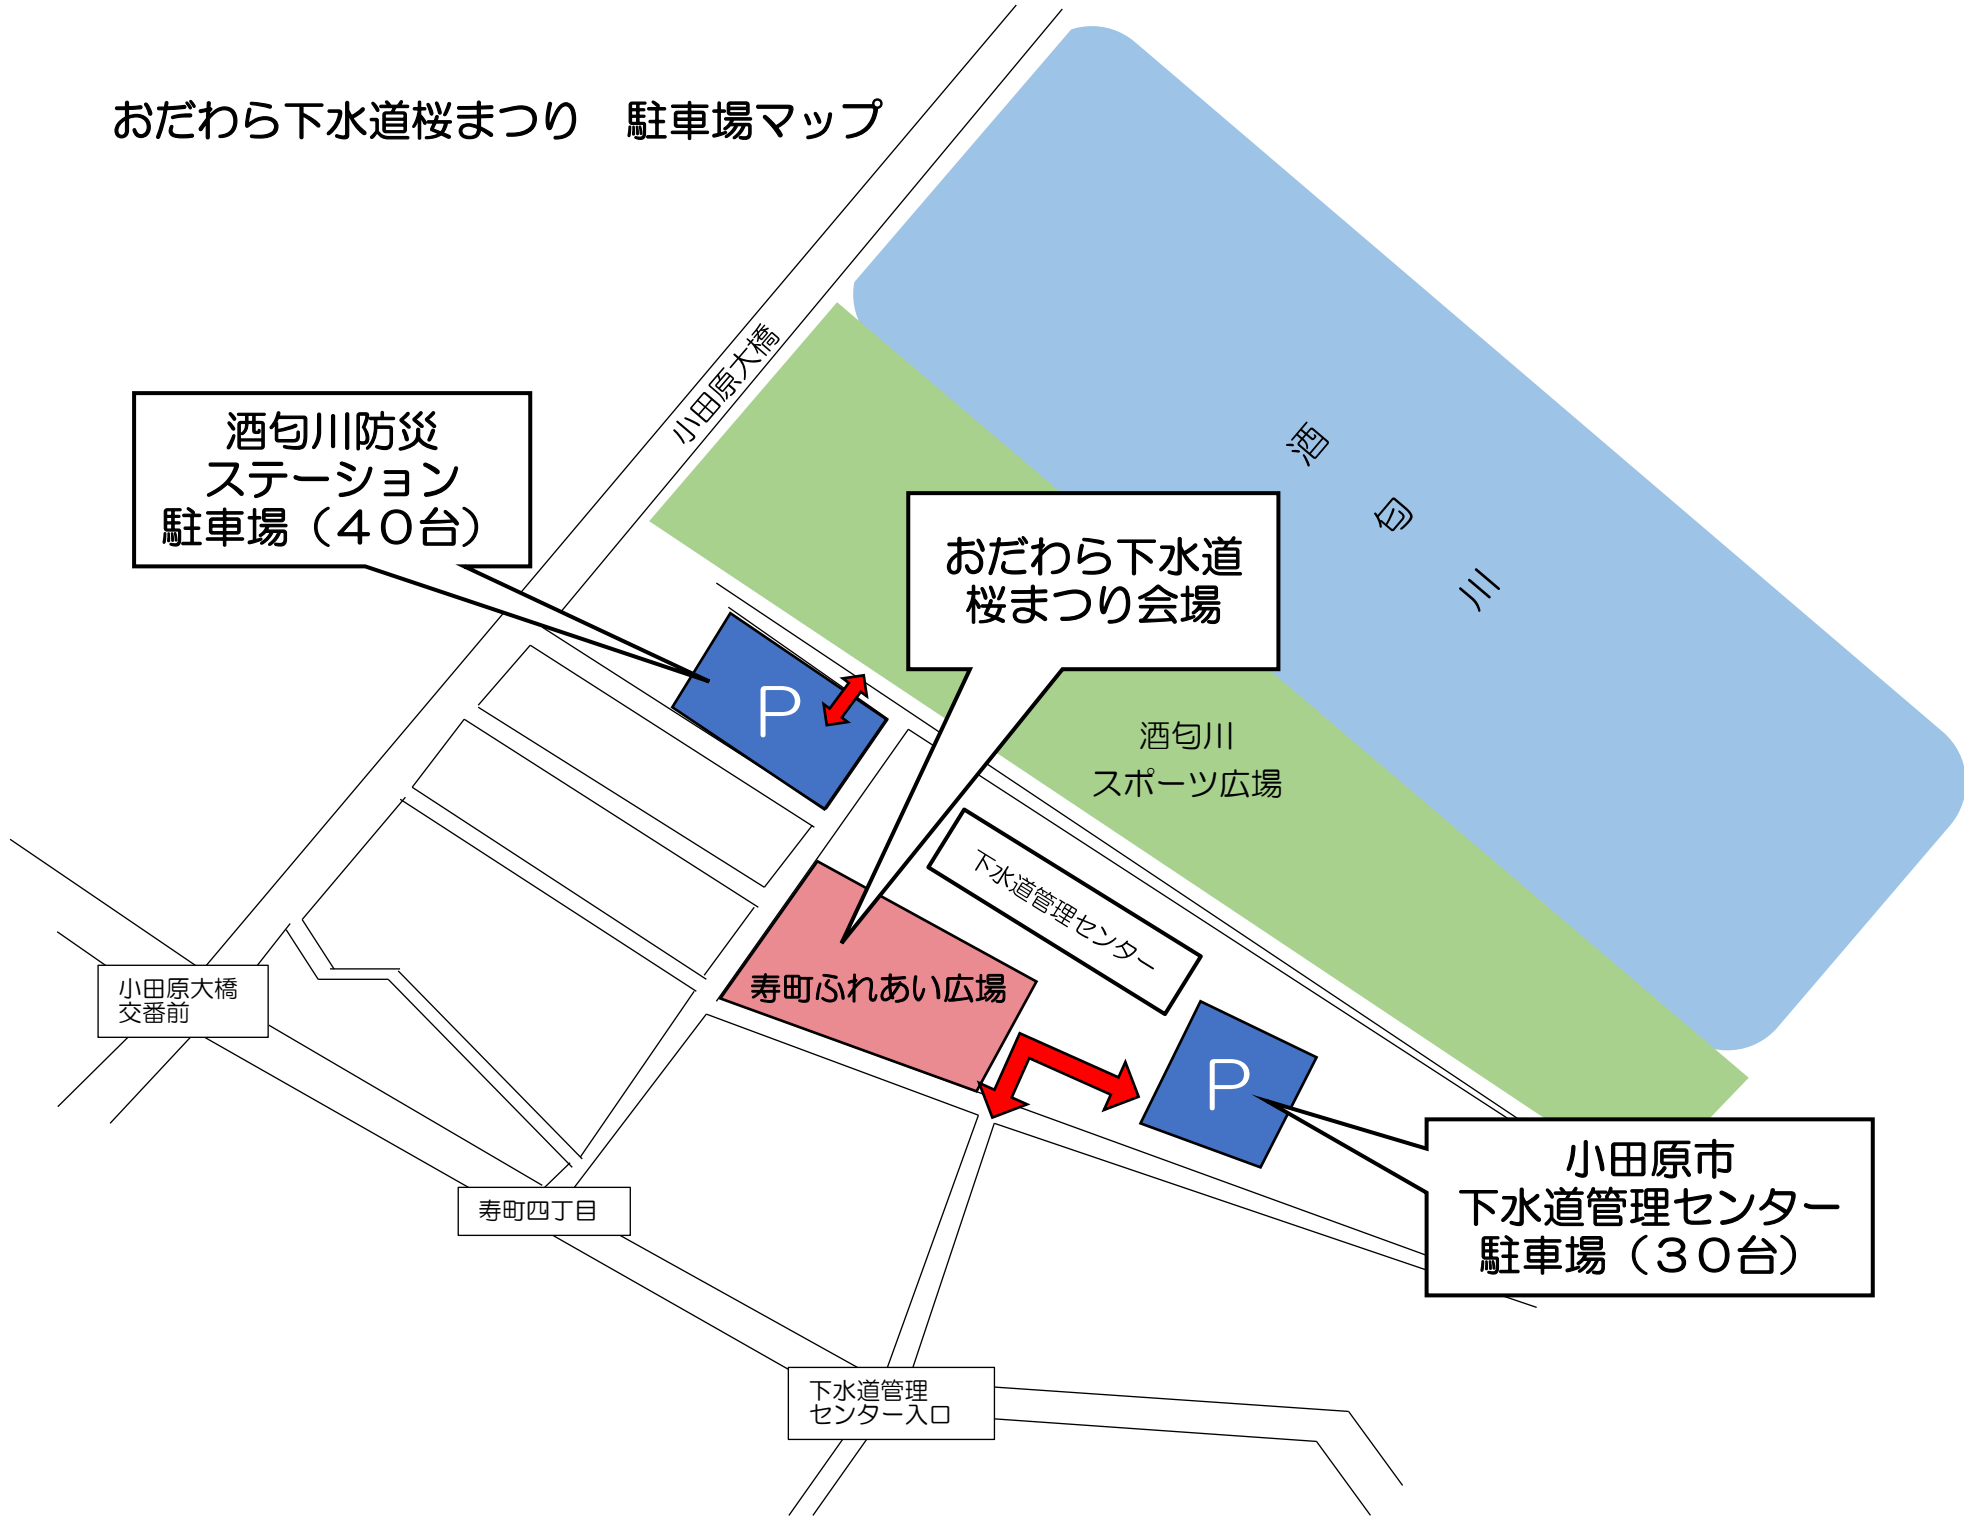 おだわら下水道桜まつり　駐車場マップ
小田原大橋
酒匂川防災
ステーション
駐車場（４０台）
酒匂川
おだわら下水道
桜まつり会場
P
酒匂川
スポーツ広場
下水道管理センター
寿町ふれあい広場
小田原大橋
交番前
P
小田原市
下水道管理センター
駐車場（３０台）
寿町四丁目
下水道管理
センター入口